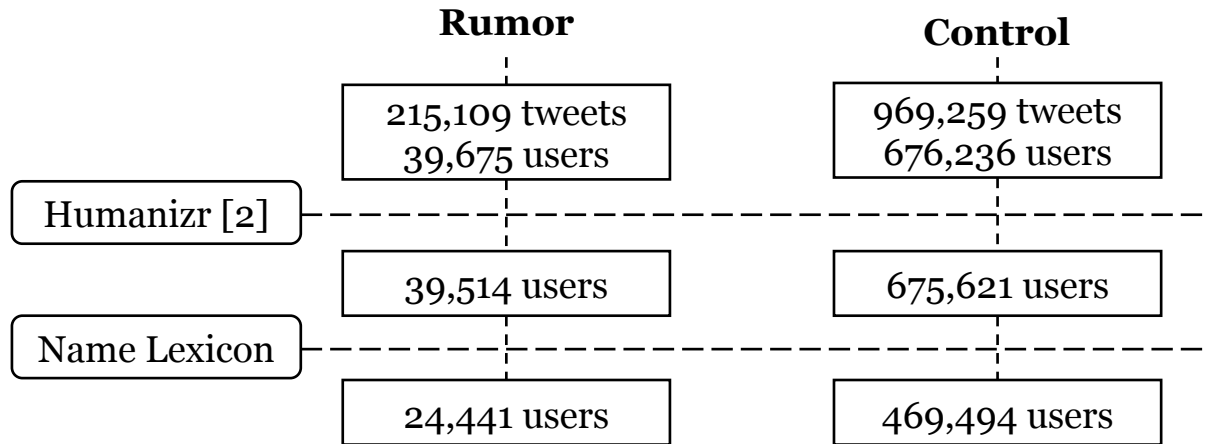 Rumor
Control
215,109 tweets
39,675 users
969,259 tweets
676,236 users
Humanizr [2]
39,514 users
675,621 users
Name Lexicon
24,441 users
469,494 users